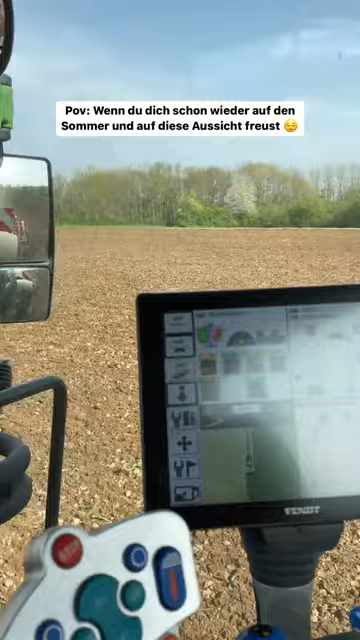 Pov: Wenn du dich schon wieder auf den
Sommer und auf diese Aussicht freust 😌
FENDT